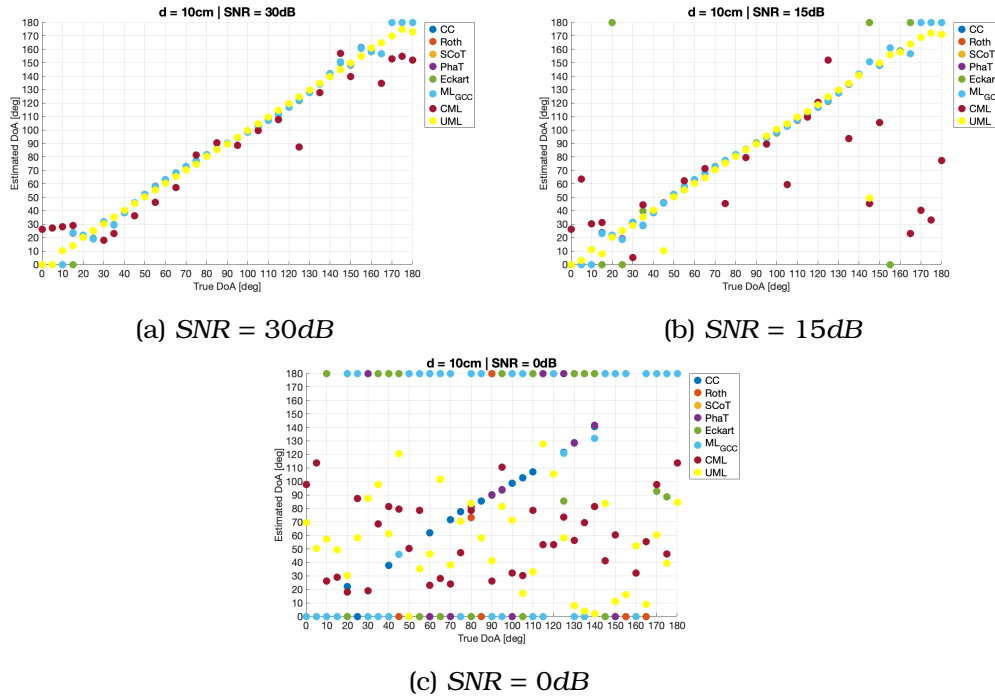 d = 10cm | SNR = 30dB
Estimated DoA [deg]
180
170
160
150
140
130
120
110
100
90
80
70
60
50
40
30
20
10
0
0 10 20 30 40 50 60 70 80 90 100 110 120 130 140 150 160 170 180
True DoA [deg]
CC
Roth
SCoT
PhaT
Eckart
ML_GCC
CML
UML
(a) SNR = 30dB
d = 10cm | SNR = 15dB
Estimated DoA [deg]
180
170
160
150
140
130
120
110
100
90
80
70
60
50
40
30
20
10
0
0 10 20 30 40 50 60 70 80 90 100 110 120 130 140 150 160 170 180
True DoA [deg]
CC
Roth
SCoT
PhaT
Eckart
ML_GCC
CML
UML
(b) SNR = 15dB
d = 10cm | SNR = 0dB
Estimated DoA [deg]
180
170
160
150
140
130
120
110
100
90
80
70
60
50
40
30
20
10
0
0 10 20 30 40 50 60 70 80 90 100 110 120 130 140 150 160 170 180
True DoA [deg]
CC
Roth
SCoT
PhaT
Eckart
ML_GCC
CML
UML
(c) SNR = 0dB